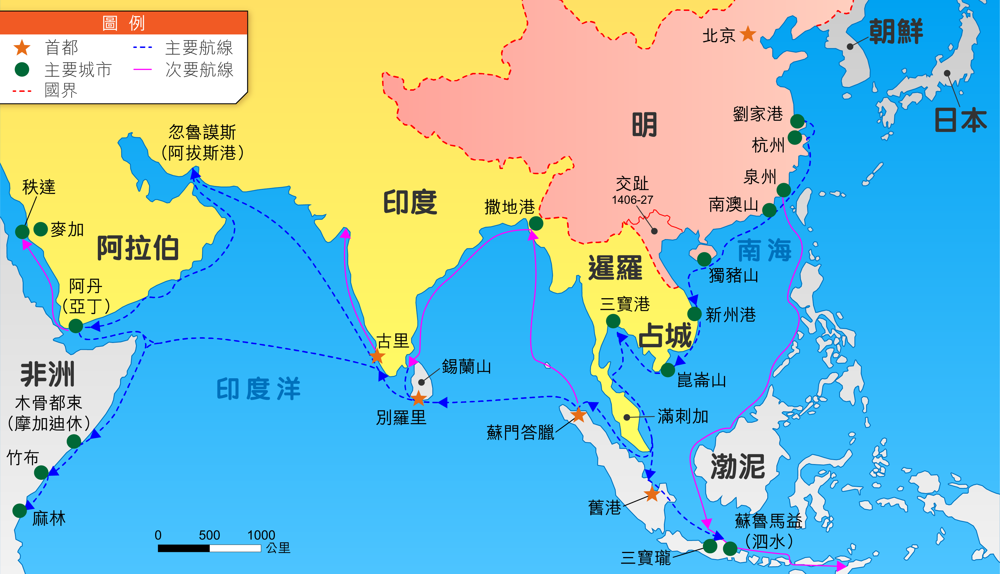 圖 例
首都
主要航線
主要城市
次要航線
國界
北京
朝鮮
日本
明
劉家港
杭州
泉州
南澳山
交趾
1406-27
忽魯謨斯
（阿拔斯港）
秩達
麥加
阿拉伯
阿丹
（亞丁）
印度
撒地港
南 海
獨豬山
暹羅
三寶港
新州港
占城
崑崙山
古里
錫蘭山
別羅里
印 度 洋
非洲
木骨都束
（摩加迪休）
竹布
麻林
蘇門答臘
滿刺加
渤泥
舊港
蘇魯馬益
（泗水）
三寶瓏
0 500 1000
公里